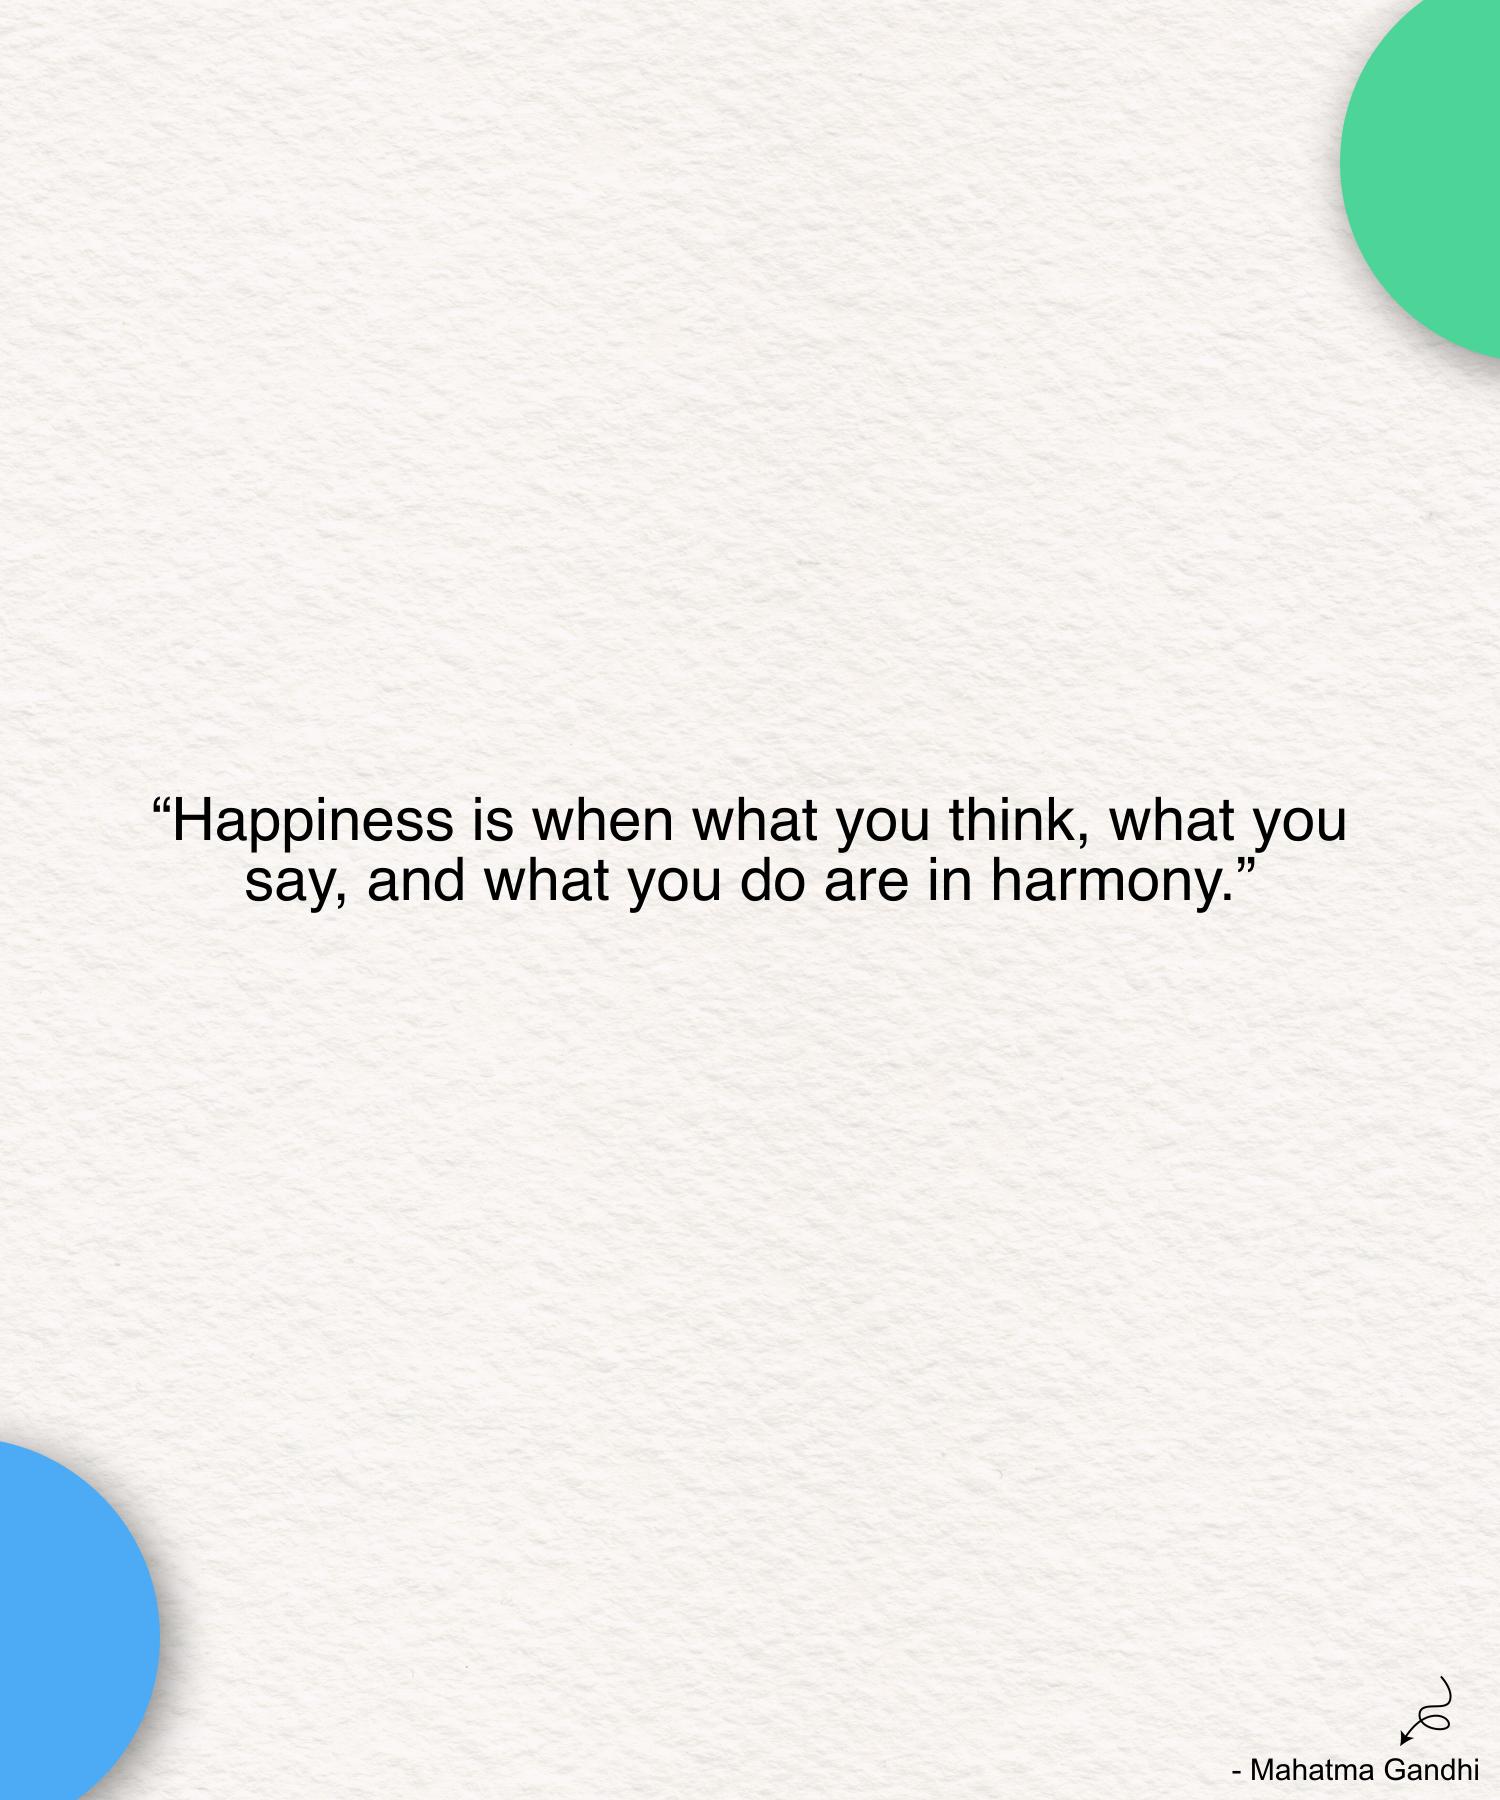 “Happiness is when what you think, what you
say, and what you do are in harmony.”
- Mahatma Gandhi